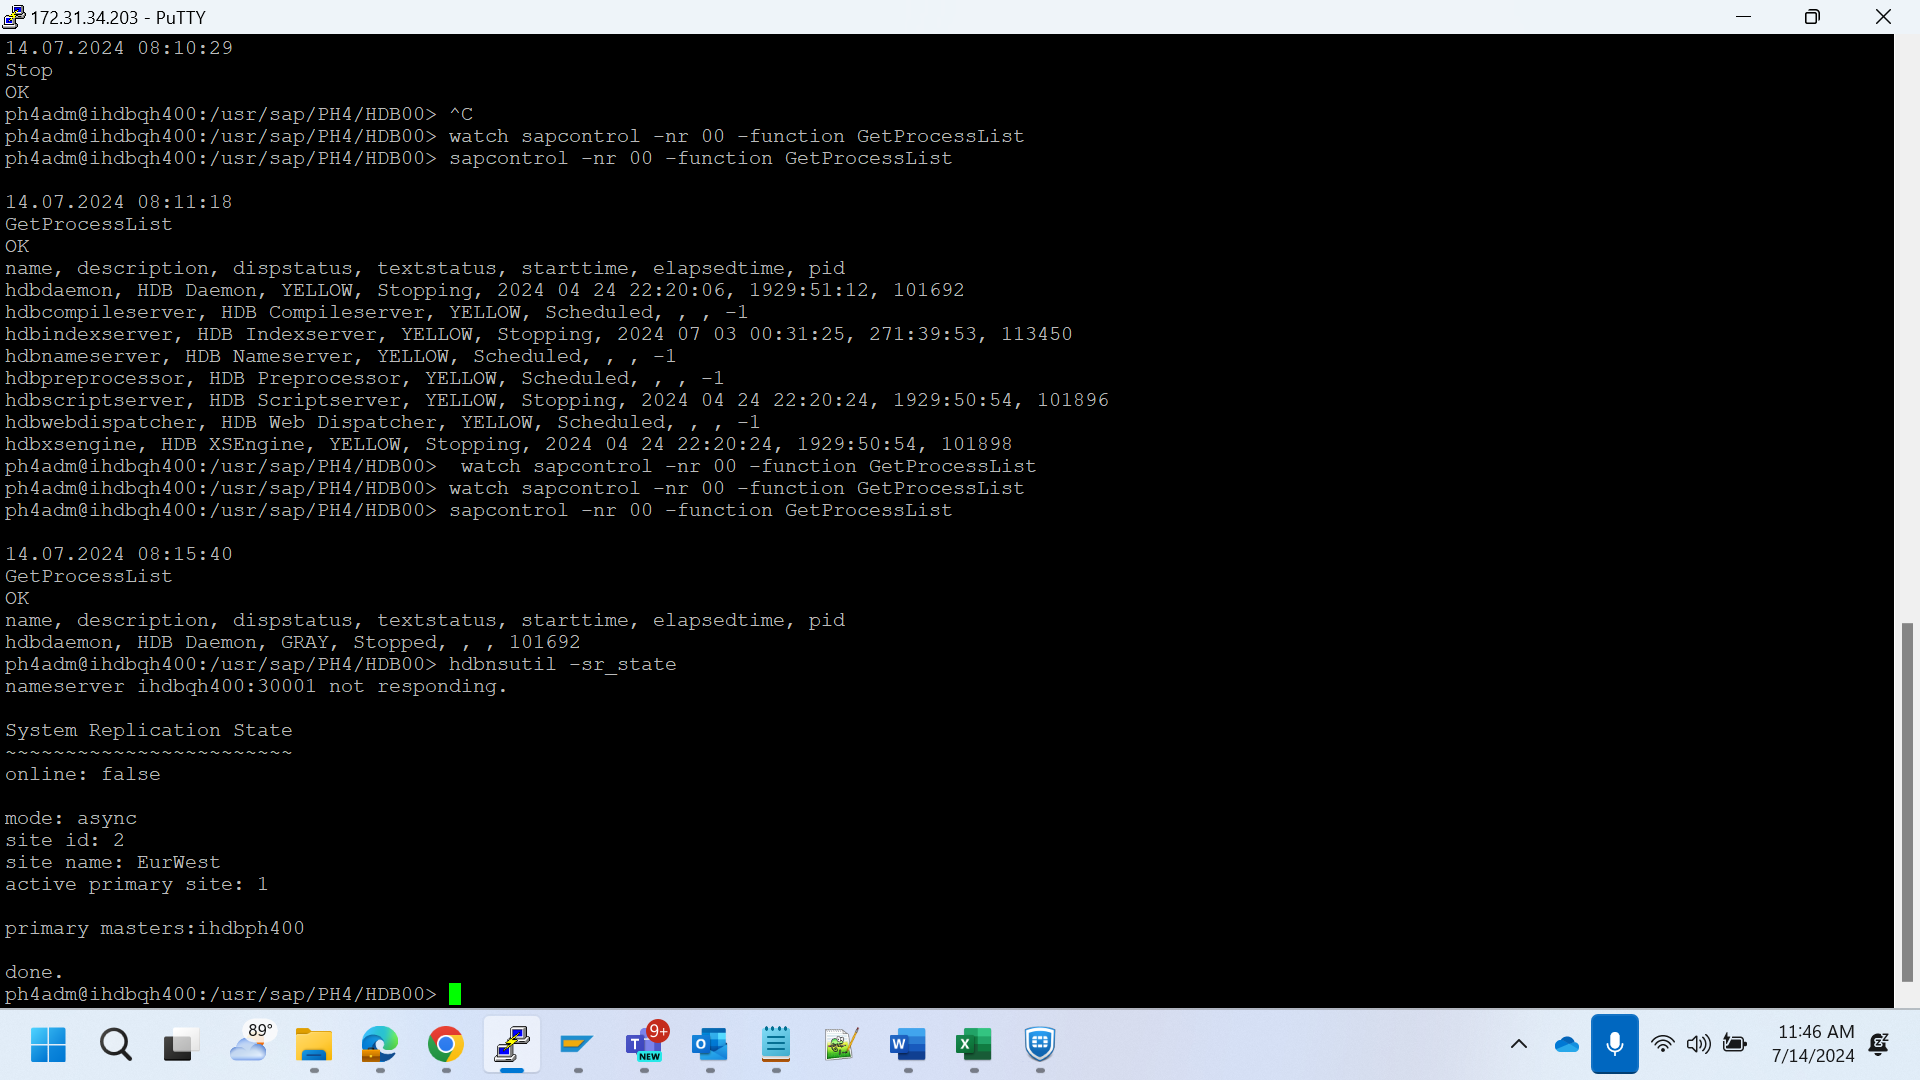 172.31.34.203 - PuTTY
14.07.2024 08:10:29
Stop
OK
ph4adm@ihdbqh400:/usr/sap/PH4/HDB00> ^C
ph4adm@ihdbqh400:/usr/sap/PH4/HDB00> watch sapcontrol -nr 00 -function GetProcessList
ph4adm@ihdbqh400:/usr/sap/PH4/HDB00> sapcontrol -nr 00 -function GetProcessList
14.07.2024 08:11:18
GetProcessList
OK
name, description, dispstatus, textstatus, starttime, elapsedtime, pid
hdbdaemon, HDB Daemon, YELLOW, Stopping, 2024 04 24 22:20:06, 1929:51:12, 101692
hdbcompileserver, HDB Compileserver, YELLOW, Scheduled, , , -1
hdbindexserver, HDB Indexserver, YELLOW, Stopping, 2024 07 03 00:31:25, 271:39:53, 113450
hdbnameserver, HDB Nameserver, YELLOW, Scheduled, , , -1
hdbpreprocessor, HDB Preprocessor, YELLOW, Scheduled, , , -1
hdbscriptserver, HDB Scriptserver, YELLOW, Stopping, 2024 04 24 22:20:24, 1929:50:54, 101896
hdbwebdispatcher, HDB Web Dispatcher, YELLOW, Scheduled, , , -1
hdbxsengine, HDB XSEngine, YELLOW, Stopping, 2024 04 24 22:20:24, 1929:50:54, 101898
ph4adm@ihdbqh400:/usr/sap/PH4/HDB00>  watch sapcontrol -nr 00 -function GetProcessList
ph4adm@ihdbqh400:/usr/sap/PH4/HDB00> watch sapcontrol -nr 00 -function GetProcessList
ph4adm@ihdbqh400:/usr/sap/PH4/HDB00> sapcontrol -nr 00 -function GetProcessList
14.07.2024 08:15:40
GetProcessList
OK
name, description, dispstatus, textstatus, starttime, elapsedtime, pid
hdbdaemon, HDB Daemon, GRAY, Stopped, , , 101692
ph4adm@ihdbqh400:/usr/sap/PH4/HDB00> hdbnsutil -sr_state
nameserver ihdbqh400:30001 not responding.
System Replication State
~~~~~~~~~~~~~~~~~~~~~~~~
online: false
mode: async
site id: 2
site name: EurWest
active primary site: 1
primary masters:ihdbph400
done.
ph4adm@ihdbqh400:/usr/sap/PH4/HDB00>
89°
9+
NEW
11:46 AM
7/14/2024